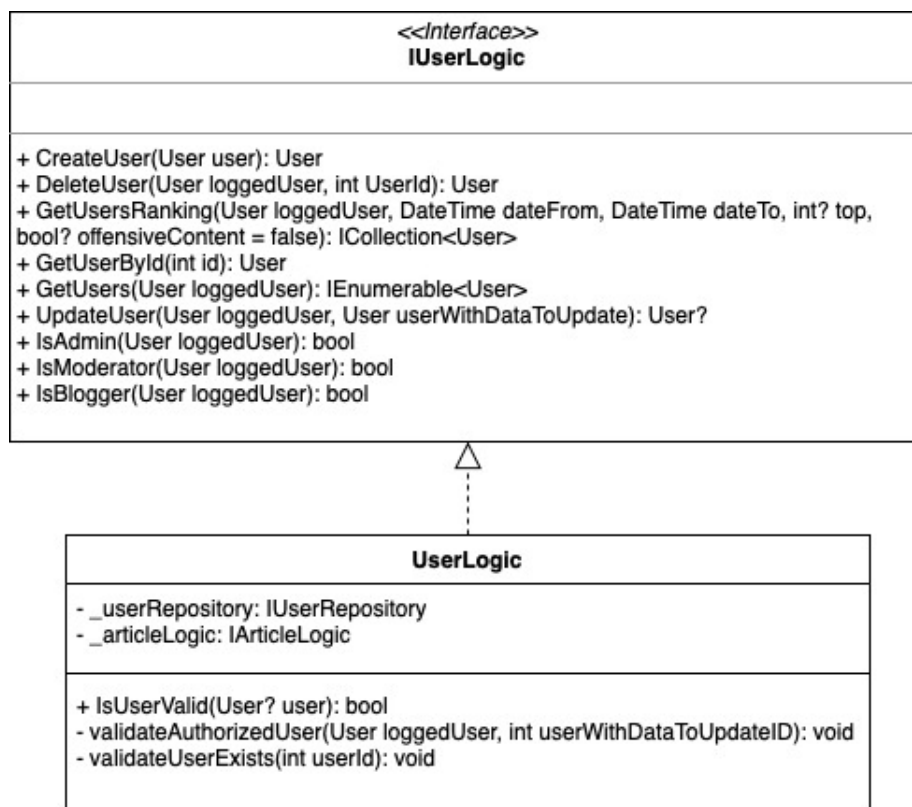 <<Interface>>
IUserLogic
+ CreateUser(User user): User
+ DeleteUser(User loggedUser, int UserId): User
+ GetUsersRanking(User loggedUser, DateTime dateFrom, DateTime dateTo, int? top,
bool? offensiveContent = false): ICollection<User>
+ GetUserById(int id): User
+ GetUsers(User loggedUser): IEnumerable<User>
+ UpdateUser(User loggedUser, User userWithDataToUpdate): User?
+ IsAdmin(User loggedUser): bool
+ IsModerator(User loggedUser): bool
+ IsBlogger(User loggedUser): bool
UserLogic
- _userRepository: IUserRepository
- _articleLogic: IArticleLogic
+ IsUserValid(User? user): bool
- validateAuthorizedUser(User loggedUser, int userWithDataToUpdateID): void
- validateUserExists(int userId): void